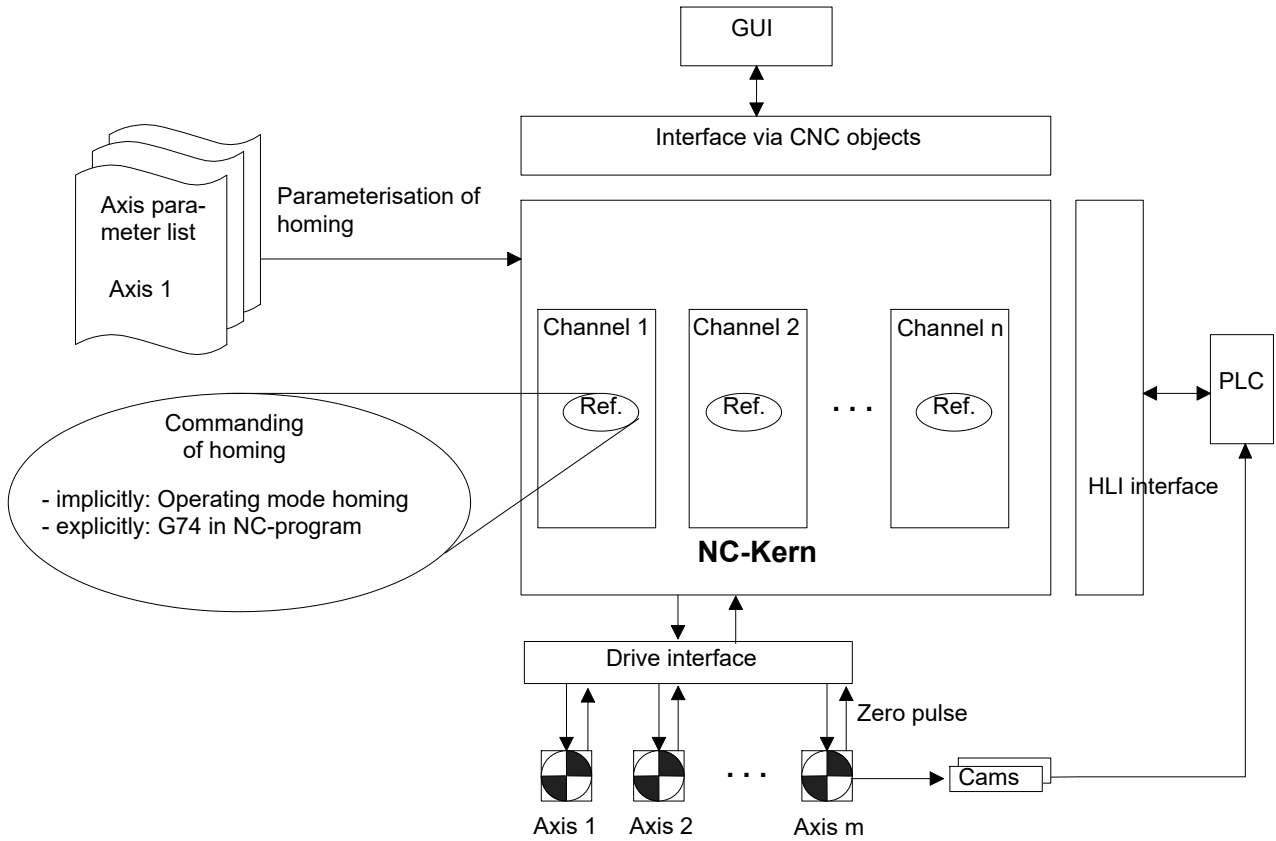 GUI
Interface via CNC objects
Axis para-
meter list
Axis 1
Parameterisation of
homing
Channel 1
Channel 2
Channel n
Ref.
Ref.
. . .
Ref.
PLC
Commanding
of homing
- implicitly: Operating mode homing
- explicitly: G74 in NC-program
HLI interface
NC-Kern
Drive interface
Zero pulse
. . .
Cams
Axis 1
Axis 2
Axis m